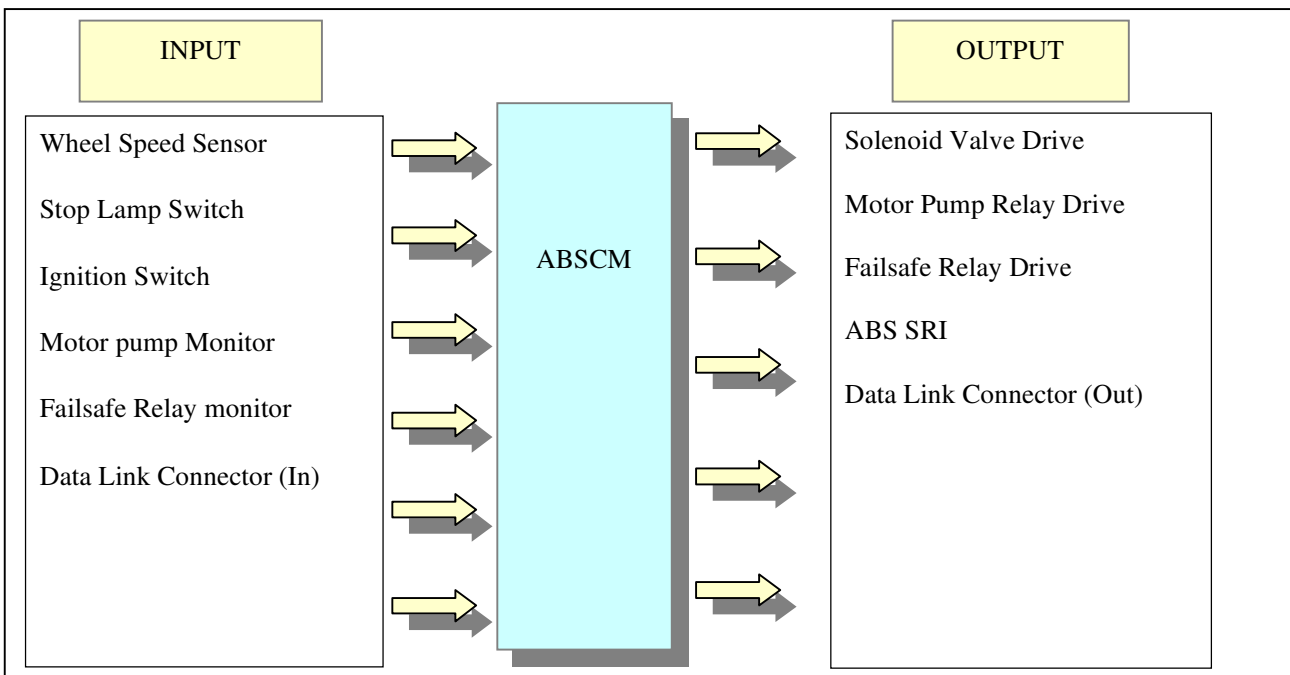 INPUT
Wheel Speed Sensor
Stop Lamp Switch
Ignition Switch
Motor pump Monitor
Failsafe Relay monitor
Data Link Connector (In)
ABSCM
OUTPUT
Solenoid Valve Drive
Motor Pump Relay Drive
Failsafe Relay Drive
ABS SRI
Data Link Connector (Out)